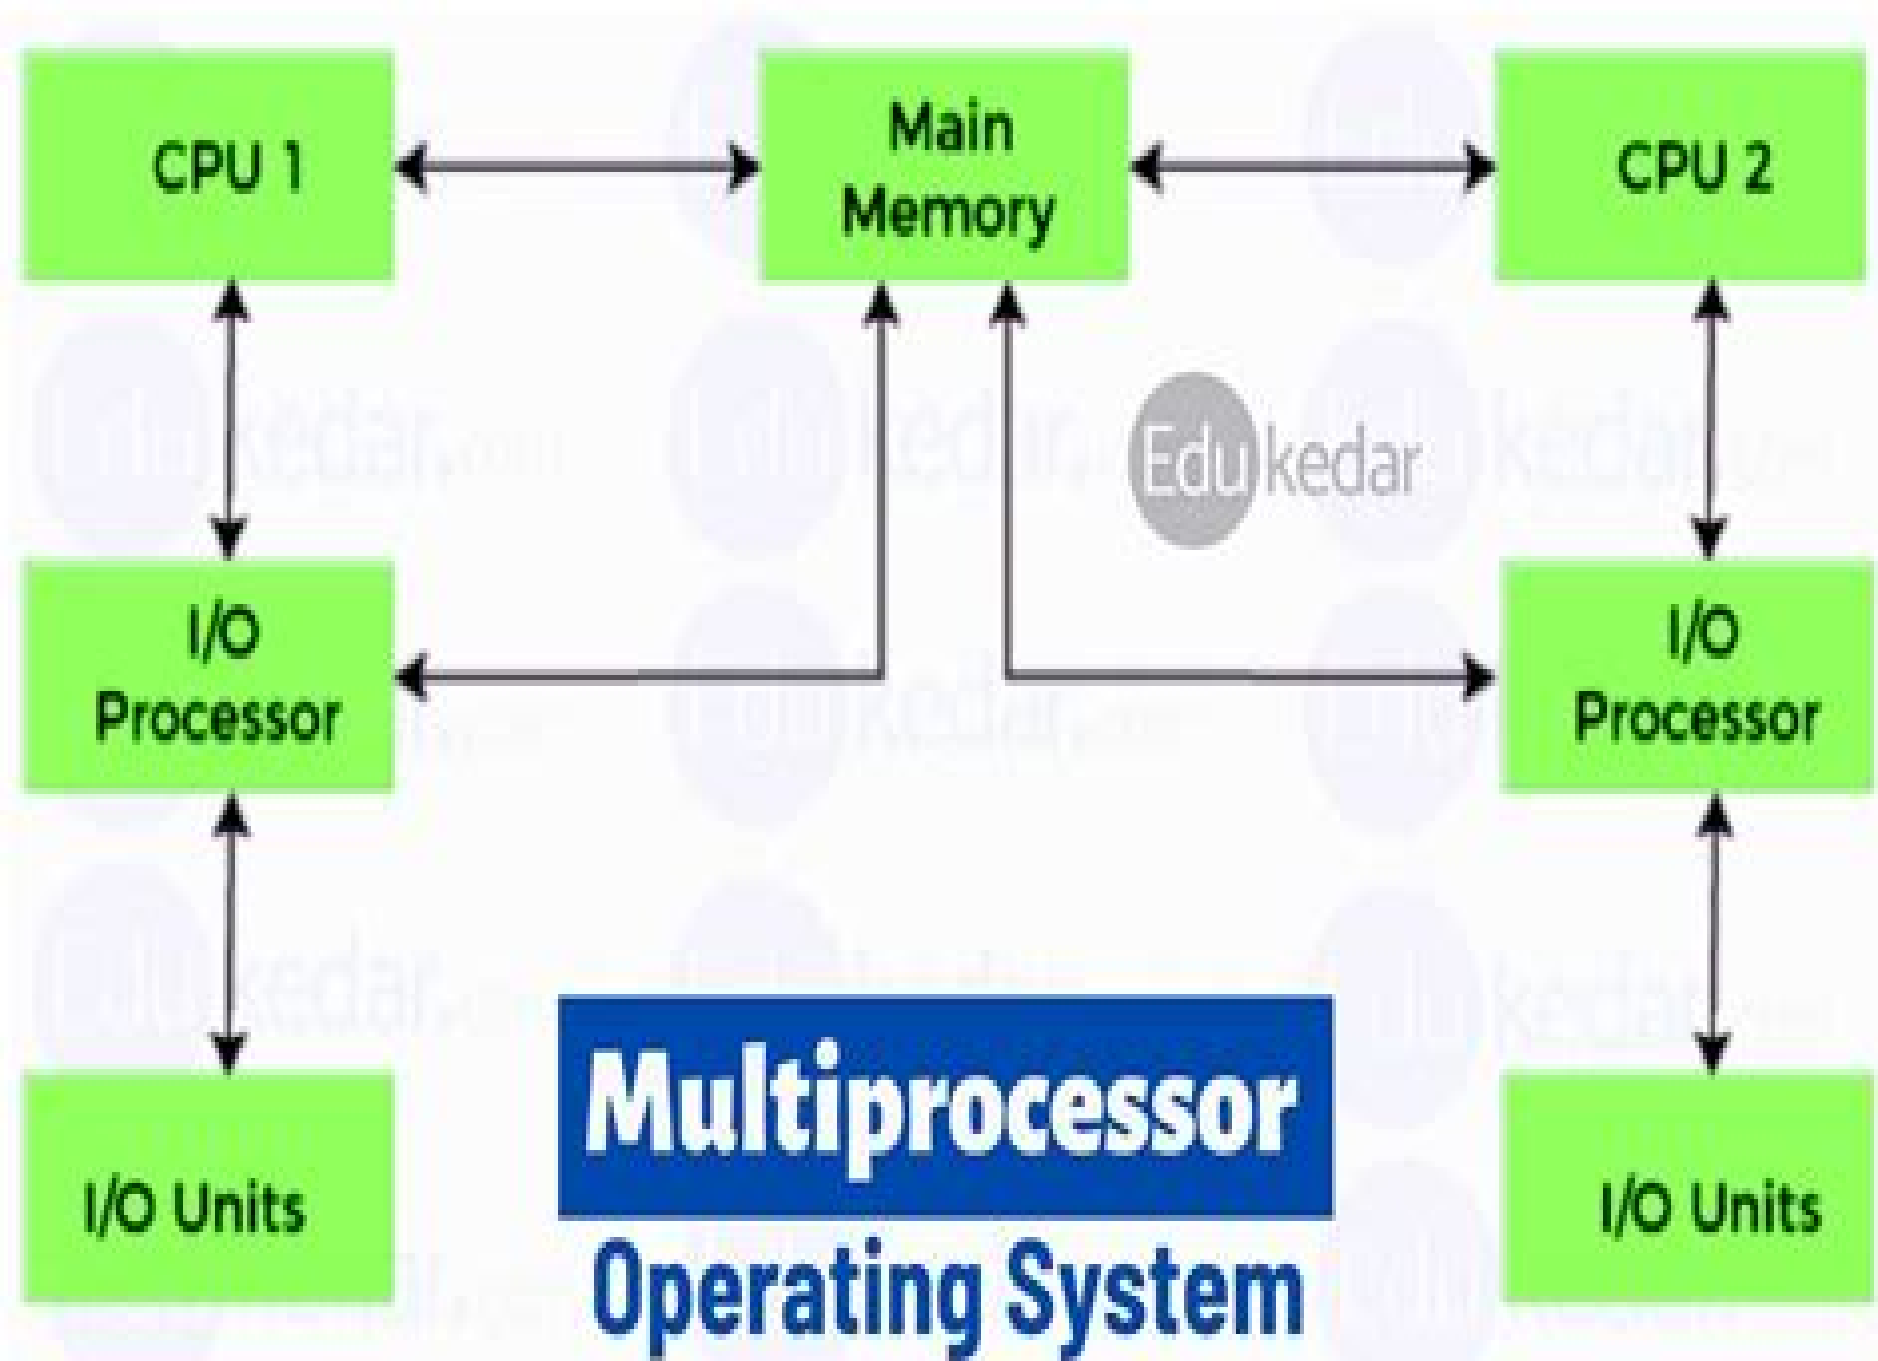 CPU 1
Main
Memory
CPU 2
Edukedar
I/O
Processor
I/O
Processor
I/O Units
I/O Units
Multiprocessor
Operating System